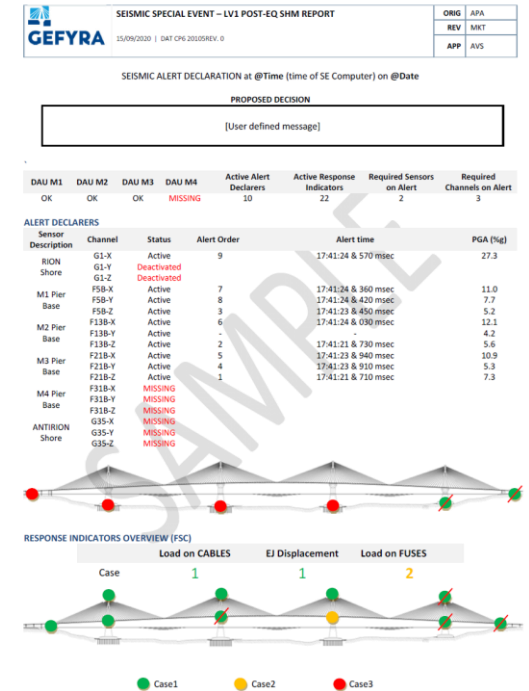 GEFYRA
SEISMIC SPECIAL EVENT – LV1 POST-EQ SHM REPORT
15/09/2020 | DAT CP6 20105REV. 0
ORIG APA
REV MKT
APP AVS
SEISMIC ALERT DECLARATION at @Time (time of SE Computer) on @Date
PROPOSED DECISION
[User defined message]
DAU M1 DAU M2 DAU M3 DAU M4 Active Alert Declarers Active Response Indicators Required Sensors on Alert Required Channels on Alert
OK OK OK MISSING 10 22 2 3
ALERT DECLARERS
Sensor Description Channel Status Alert Order Alert time PGA (%g)
RION Shore
G1-X Active 9 17:41:24 & 570 msec 27.3
G1-Y Deactivated
G1-Z Deactivated
M1 Pier Base
F5B-X Active 7 17:41:24 & 360 msec 11.0
F5B-Y Active 8 17:41:24 & 420 msec 7.7
F5B-Z Active 3 17:41:23 & 450 msec 5.2
M2 Pier Base
F13B-X Active 6 17:41:24 & 030 msec 12.1
F13B-Y Active - - 4.2
F13B-Z Active 2 17:41:21 & 730 msec 5.6
M3 Pier Base
F21B-X Active 5 17:41:23 & 940 msec 10.9
F21B-Y Active 4 17:41:23 & 910 msec 5.3
F21B-Z Active 1 17:41:21 & 710 msec 7.3
M4 Pier Base
F31B-X MISSING
F31B-Y MISSING
F31B-Z MISSING
ANTIRION Shore
G35-X MISSING
G35-Y MISSING
G35-Z MISSING
SAMPLE
RESPONSE INDICATORS OVERVIEW (FSC)
Load on CABLES EJ Displacement Load on FUSES
Case 1 1 2
Case1 Case2 Case3